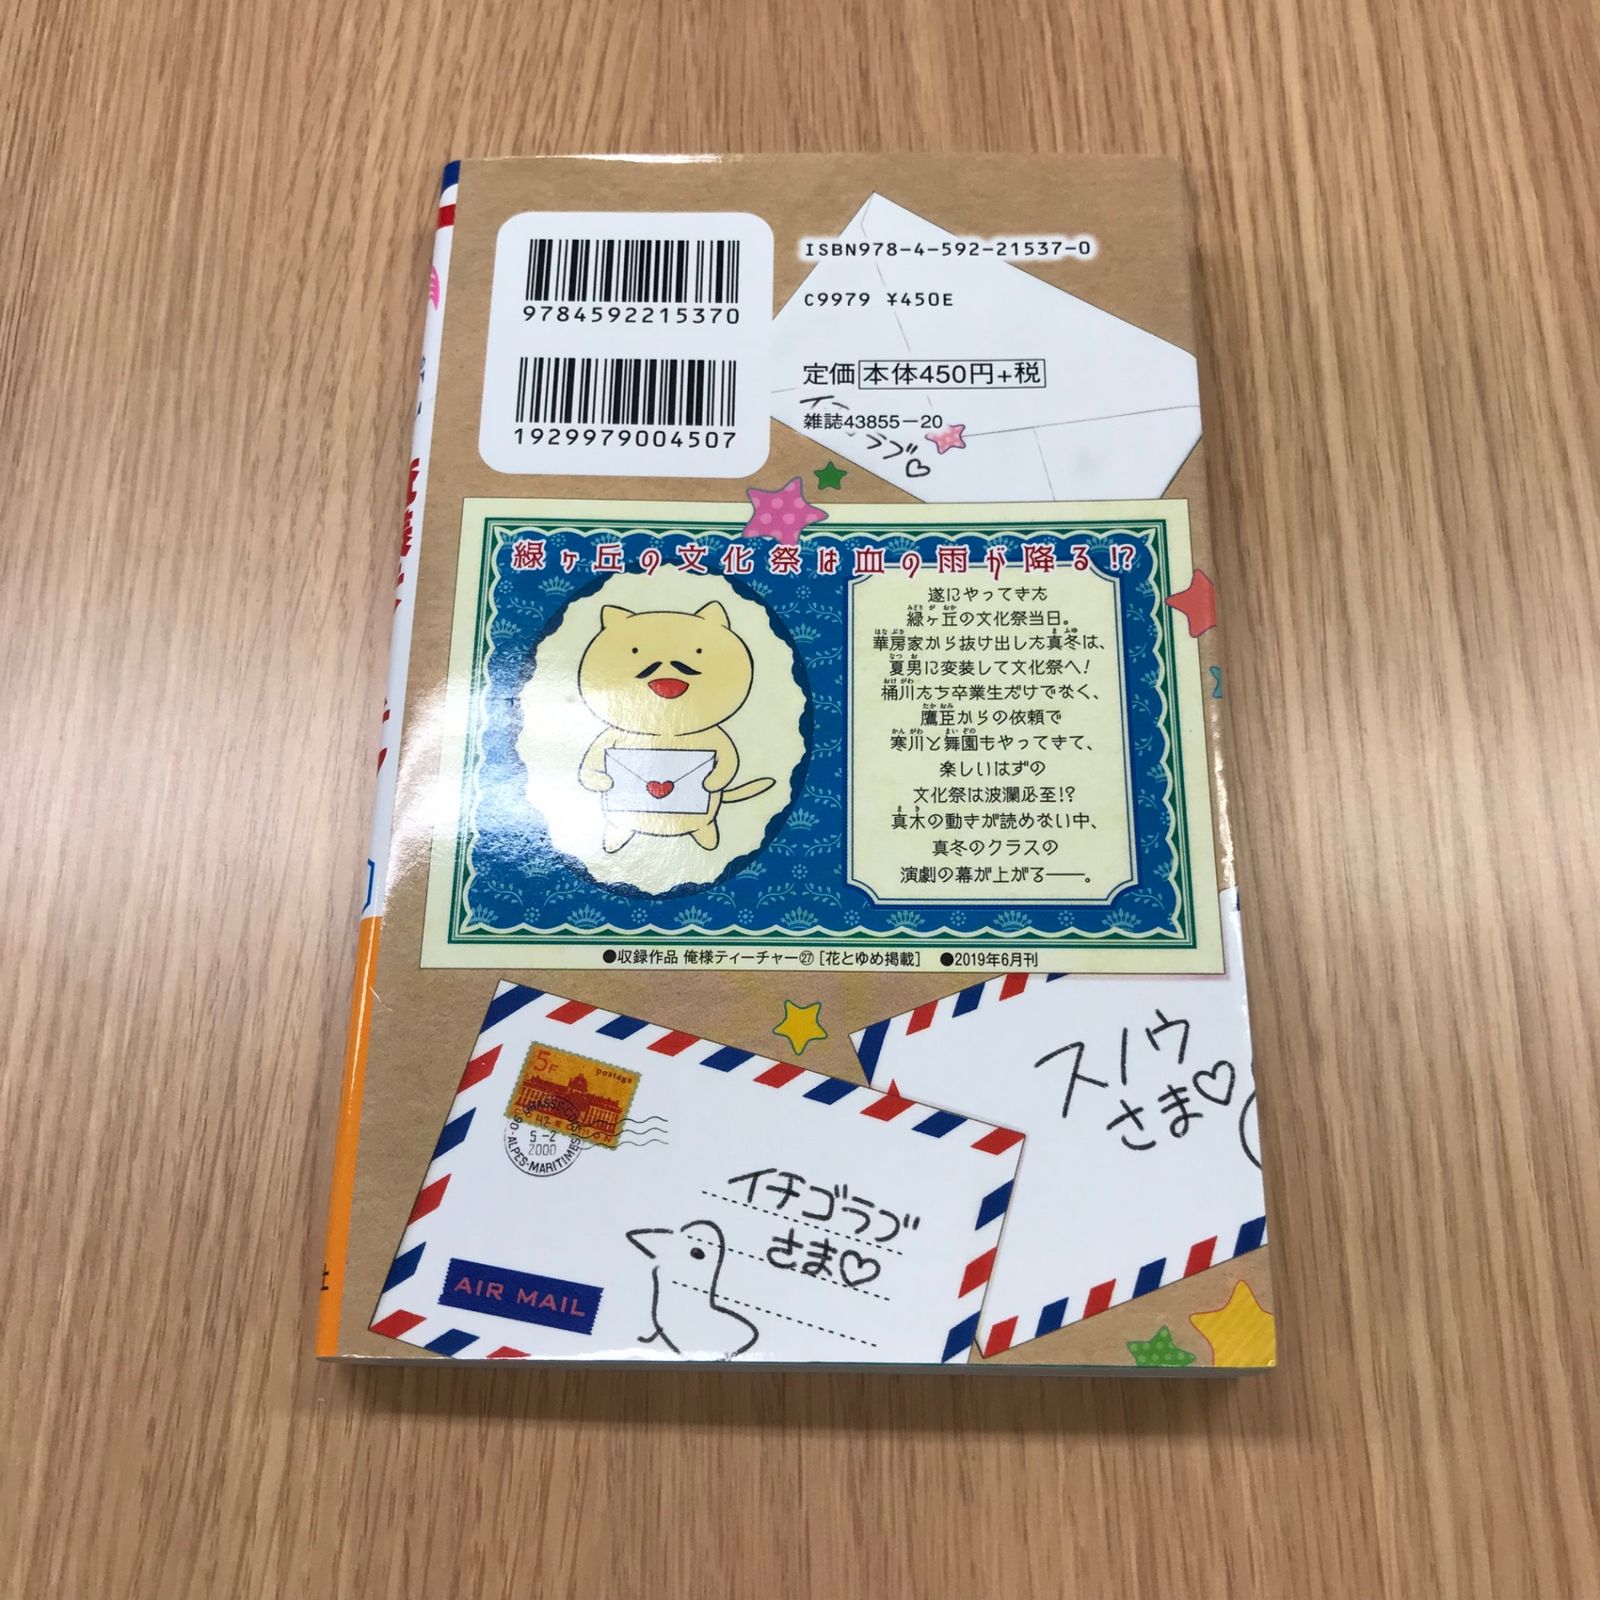 ISBN978-4-592-21537-0
C9979 ¥450E
9784592215370
定価 本体450円+税
雑誌43855-20
1929979004507
緑ヶ丘の文化祭は血の雨が降る!?
遂にやってきた
緑ヶ丘の文化祭当日。
華房家から抜け出した真冬は、
夏男に変装して文化祭へ!
桶川たち卒業生だけでなく、
鷹臣からの依頼で
寒川と舞園もやってきて、
楽しいはずの
文化祭は波瀾必至!?
真木の動きが読めない中、
真冬のクラスの
演劇の幕が上がる――。
●収録作品 俺様ティーチャー㉗[花とゆめ掲載] ●2019年6月刊
5F
postage
5-2
2000
ALPES-MARITIMES
スノウ
さま♡
イチゴラブ
さま♡
AIR MAIL